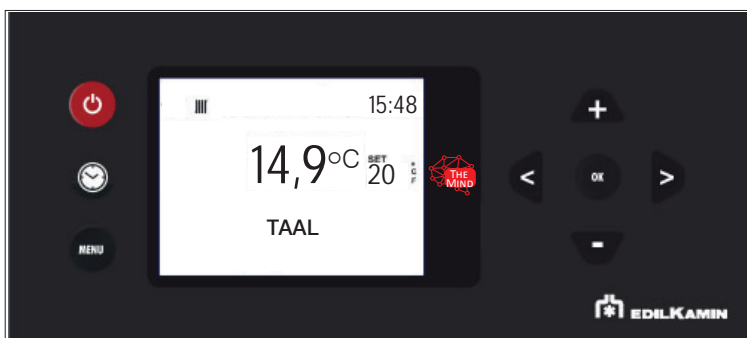 15:48
14,9°C
SET
20
°C
F
TAAL
MENU
THE
MIND
+
<
OK
>
-
EDILKAMIN